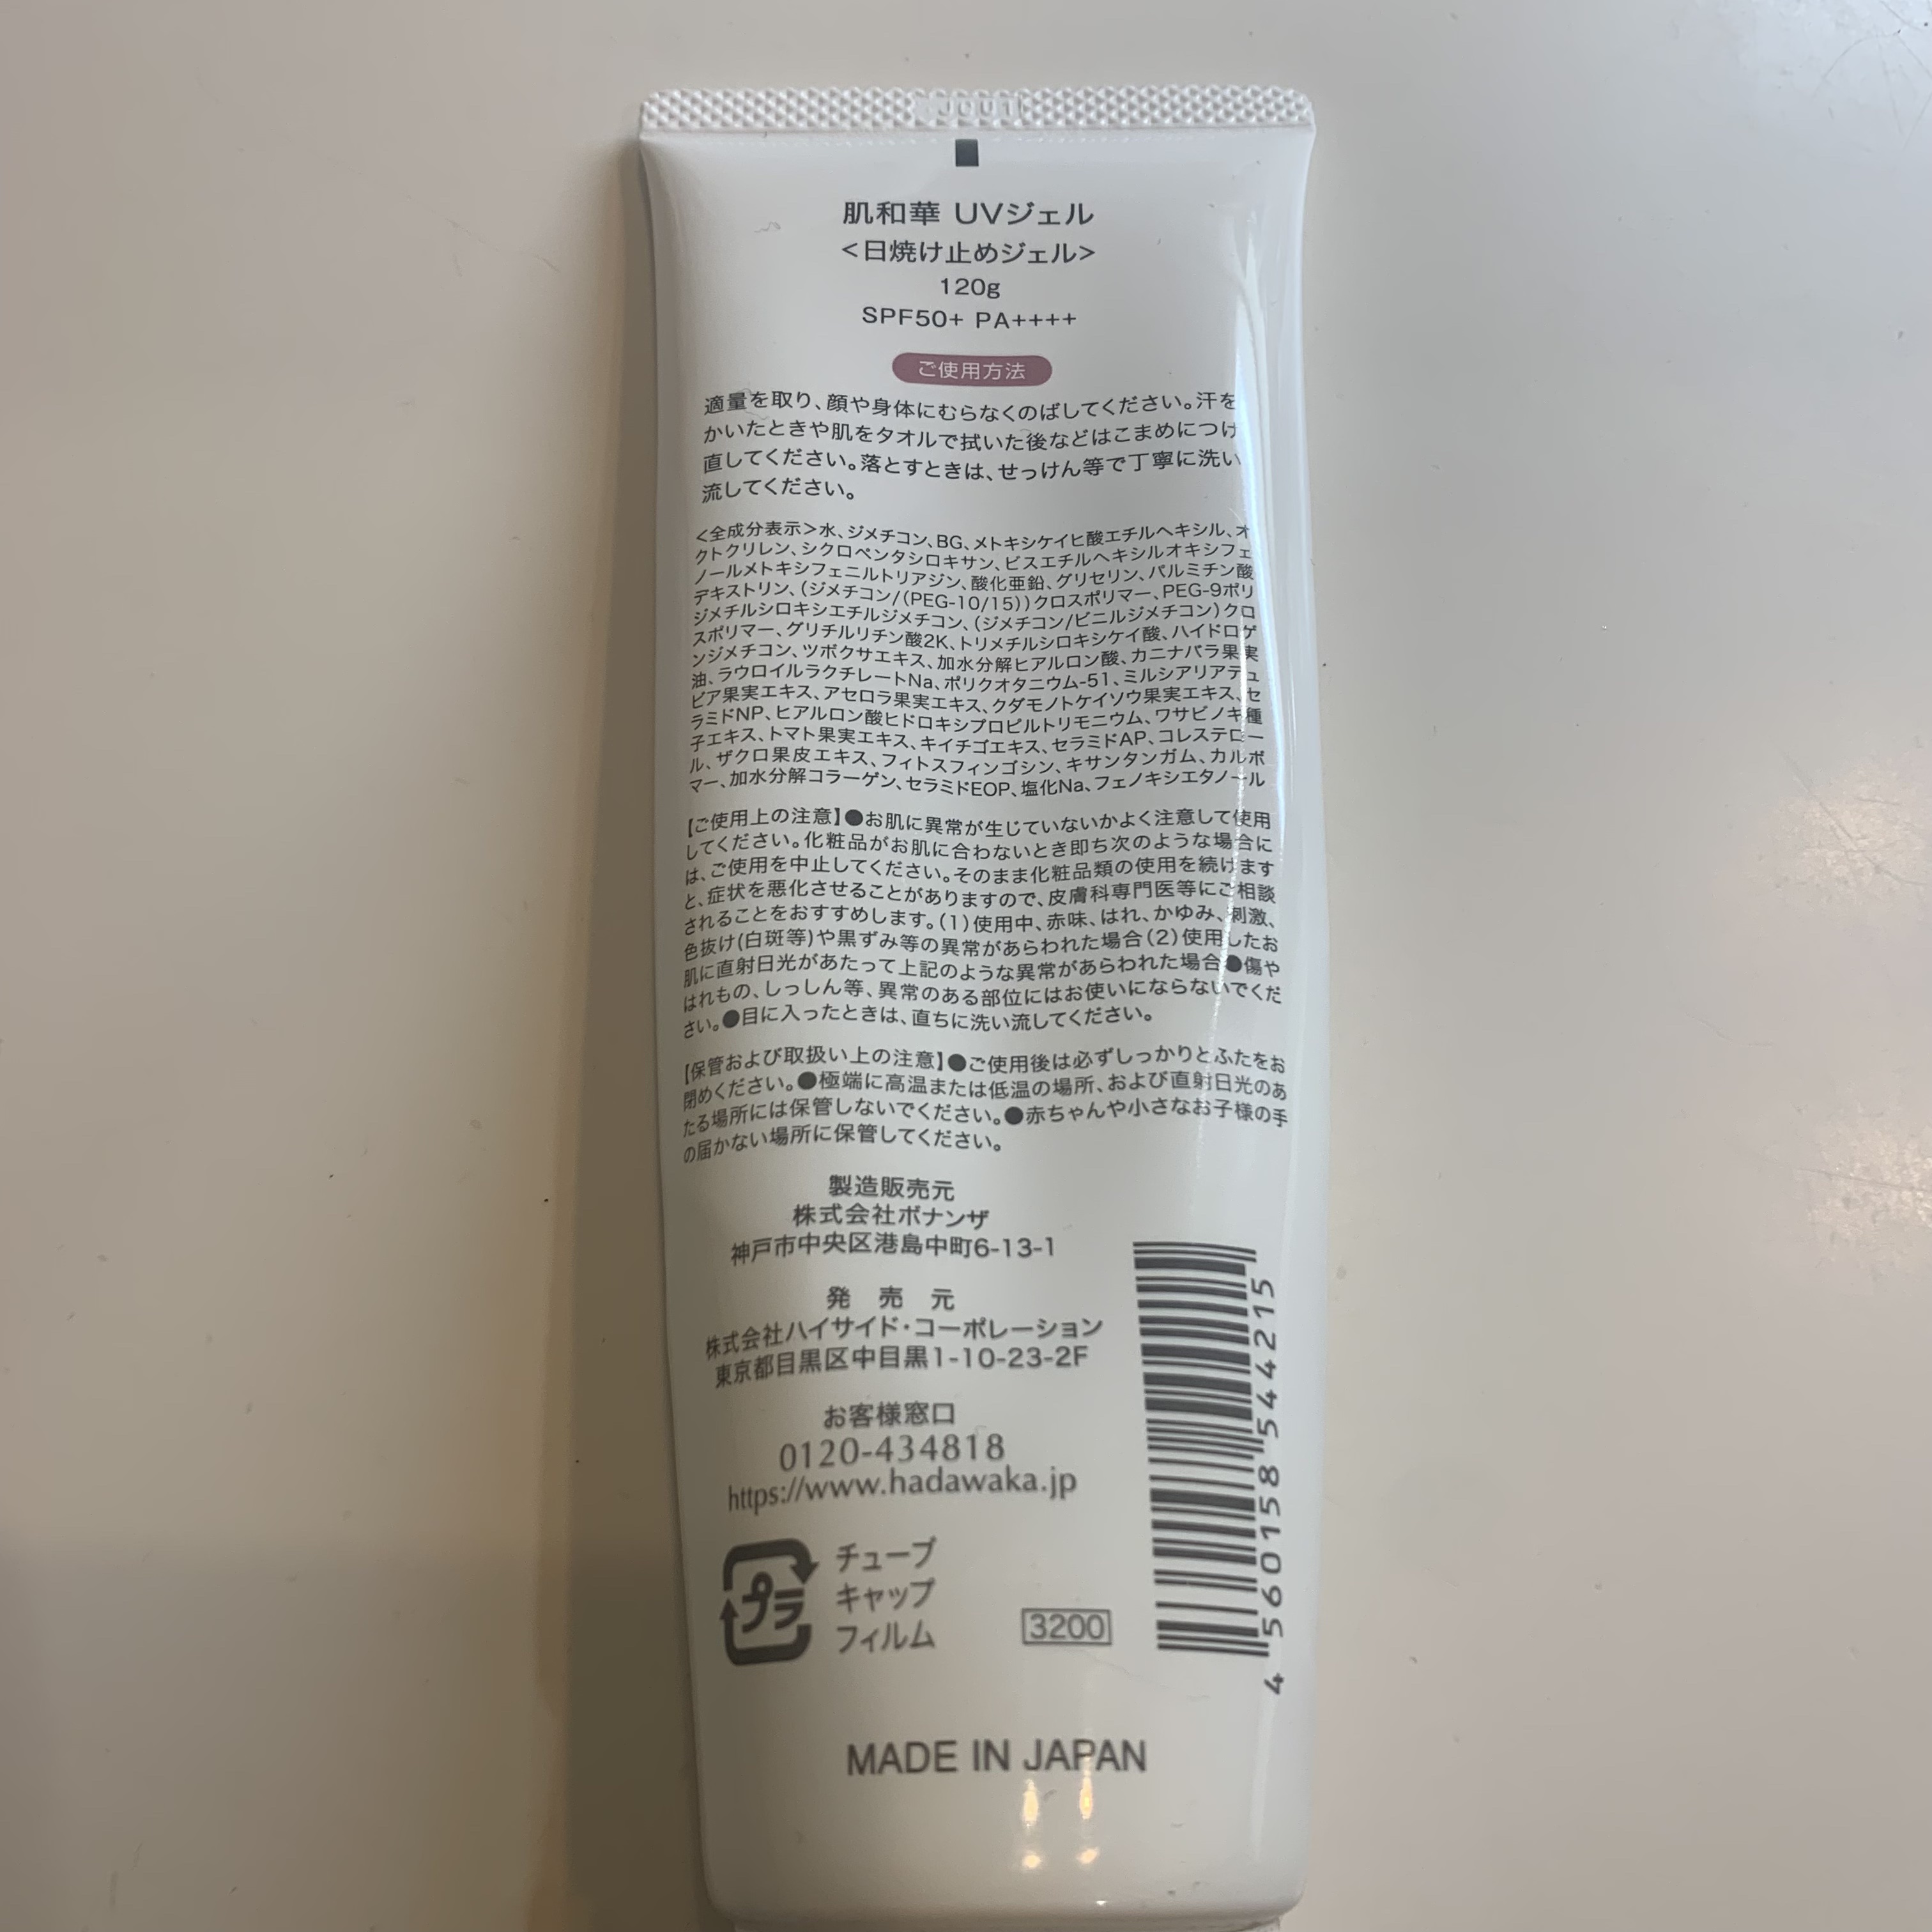 肌和華 UVジェル
<日焼け止めジェル>
120g
SPF50+ PA++++
ご使用方法
適量を取り、顔や身体にむらなくのばしてください。汗を
かいたときや肌をタオルで拭いた後などはこまめにつけ
直してください。落とすときは、せっけん等で丁寧に洗い
流してください。
<全成分表示>水、ジメチコン、BG、メトキシケイヒ酸エチルヘキシル、オ
クトクリレン、シクロペンタシロキサン、ビスエチルヘキシルオキシフェ
ノールメトキシフェニルトリアジン、酸化亜鉛、グリセリン、パルミチン酸
デキストリン、(ジメチコン/(PEG-10/15))クロスポリマー、PEG-9ポリ
ジメチルシロキシエチルジメチコン、(ジメチコン/ビニルジメチコン)クロ
スポリマー、グリチルリチン酸2K、トリメチルシロキシケイ酸、ハイドロゲ
ンジメチコン、ツボクサエキス、加水分解ヒアルロン酸、カニナバラ果実
油、ラウロイルラクチレートNa、ポリクオタニウム-51、ミルシアリアデュ
ビア果実エキス、アセロラ果実エキス、クダモノトケイソウ果実エキス、セ
ラミドNP、ヒアルロン酸ヒドロキシプロピルトリモニウム、ワサビノキ種
子エキス、トマト果実エキス、キイチゴエキス、セラミドAP、コレステロー
ル、ザクロ果皮エキス、フィトスフィンゴシン、キサンタンガム、カルボ
マー、加水分解コラーゲン、セラミドEOP、塩化Na、フェノキシエタノール
【ご使用上の注意】●お肌に異常が生じていないかよく注意して使用
してください。化粧品がお肌に合わないとき即ち次のような場合に
は、ご使用を中止してください。そのまま化粧品類の使用を続けます
と、症状を悪化させることがありますので、皮膚科専門医等にご相談
されることをおすすめします。(1)使用中、赤味、はれ、かゆみ、刺激、
色抜け(白斑等)や黒ずみ等の異常があらわれた場合(2)使用したお
肌に直射日光があたって上記のような異常があらわれた場合●傷や
はれもの、しっしん等、異常のある部位にはお使いにならないでくだ
さい。●目に入ったときは、直ちに洗い流してください。
【保管および取扱い上の注意】●ご使用後は必ずしっかりとふたをお
閉めください。●極端に高温または低温の場所、および直射日光のあ
たる場所には保管しないでください。●赤ちゃんや小さなお子様の手
の届かない場所に保管してください。
製造販売元
株式会社ボナンザ
神戸市中央区港島中町6-13-1
発 売 元
株式会社ハイサイド・コーポレーション
東京都目黒区中目黒1-10-23-2F
お客様窓口
0120-434818
https://www.hadawaka.jp
プラ
チューブ
キャップ
フィルム
3200
4 560158 544215
MADE IN JAPAN